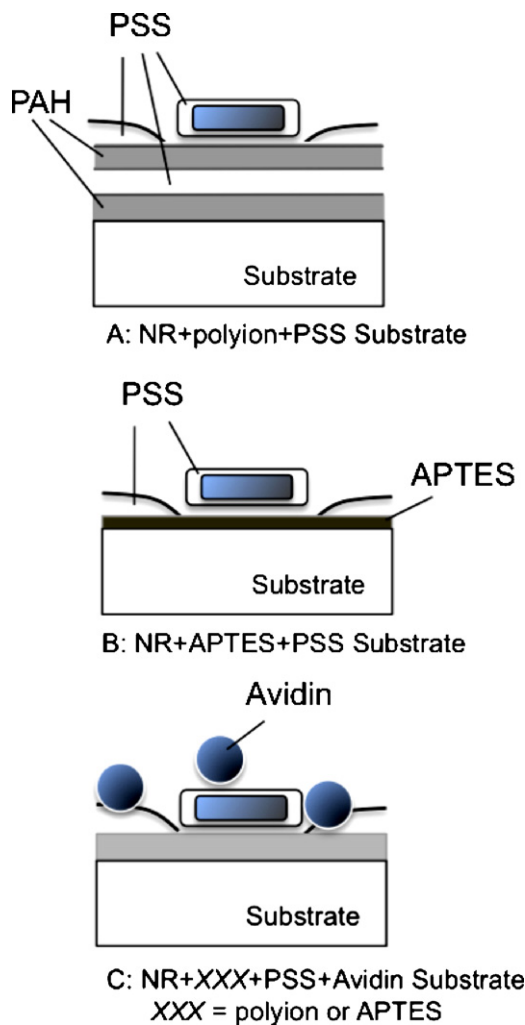 PSS
PAH
Substrate
A: NR+polyion+PSS Substrate
PSS
APTES
Substrate
B: NR+APTES+PSS Substrate
Avidin
Substrate
C: NR+XXX+PSS+Avidin Substrate
XXX = polyion or APTES